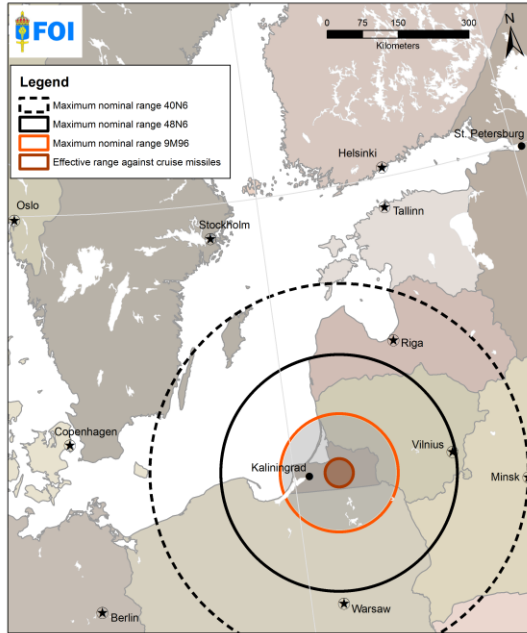 FOI
0 75 150 300 450
Kilometers
N
Legend
Maximum nominal range 40N6
Maximum nominal range 48N6
Maximum nominal range 9M96
Effective range against cruise missiles
St. Petersburg
Helsinki
Oslo
Tallinn
Stockholm
Riga
Copenhagen
Vilnius
Kaliningrad
Minsk
Warsaw
Berlin